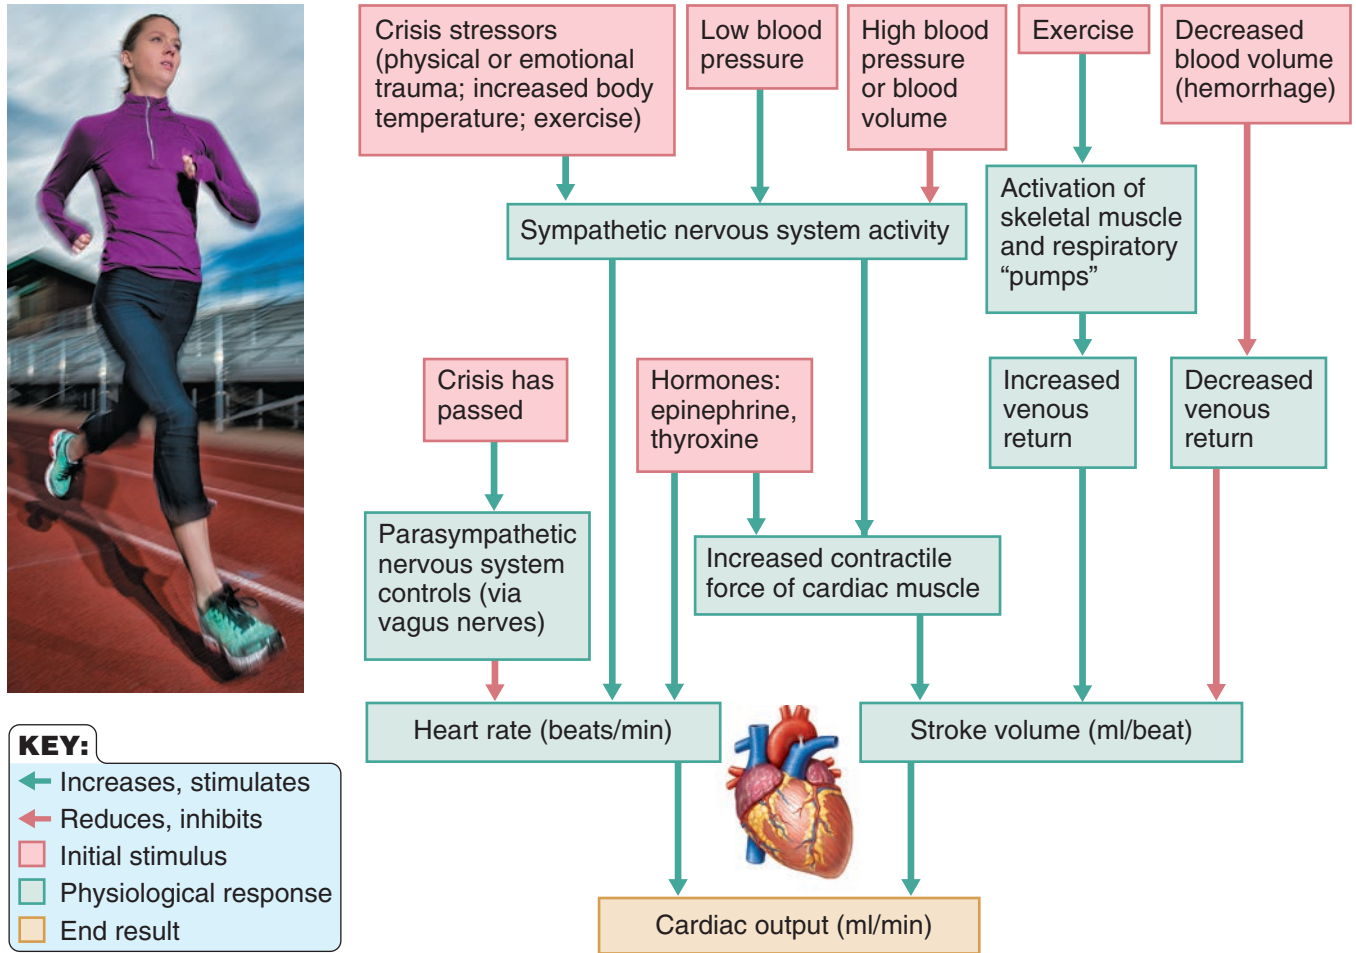 Crisis stressors
(physical or emotional
trauma; increased body
temperature; exercise)
Low blood
pressure
High blood
pressure
or blood
volume
Exercise
Decreased
blood volume
(hemorrhage)
Sympathetic nervous system activity
Activation of
skeletal muscle
and respiratory
“pumps”
Crisis has
passed
Hormones:
epinephrine,
thyroxine
Increased
venous
return
Decreased
venous
return
Parasympathetic
nervous system
controls (via
vagus nerves)
Increased contractile
force of cardiac muscle
Heart rate (beats/min)
Stroke volume (ml/beat)
Cardiac output (ml/min)
KEY:
Increases, stimulates
Reduces, inhibits
Initial stimulus
Physiological response
End result